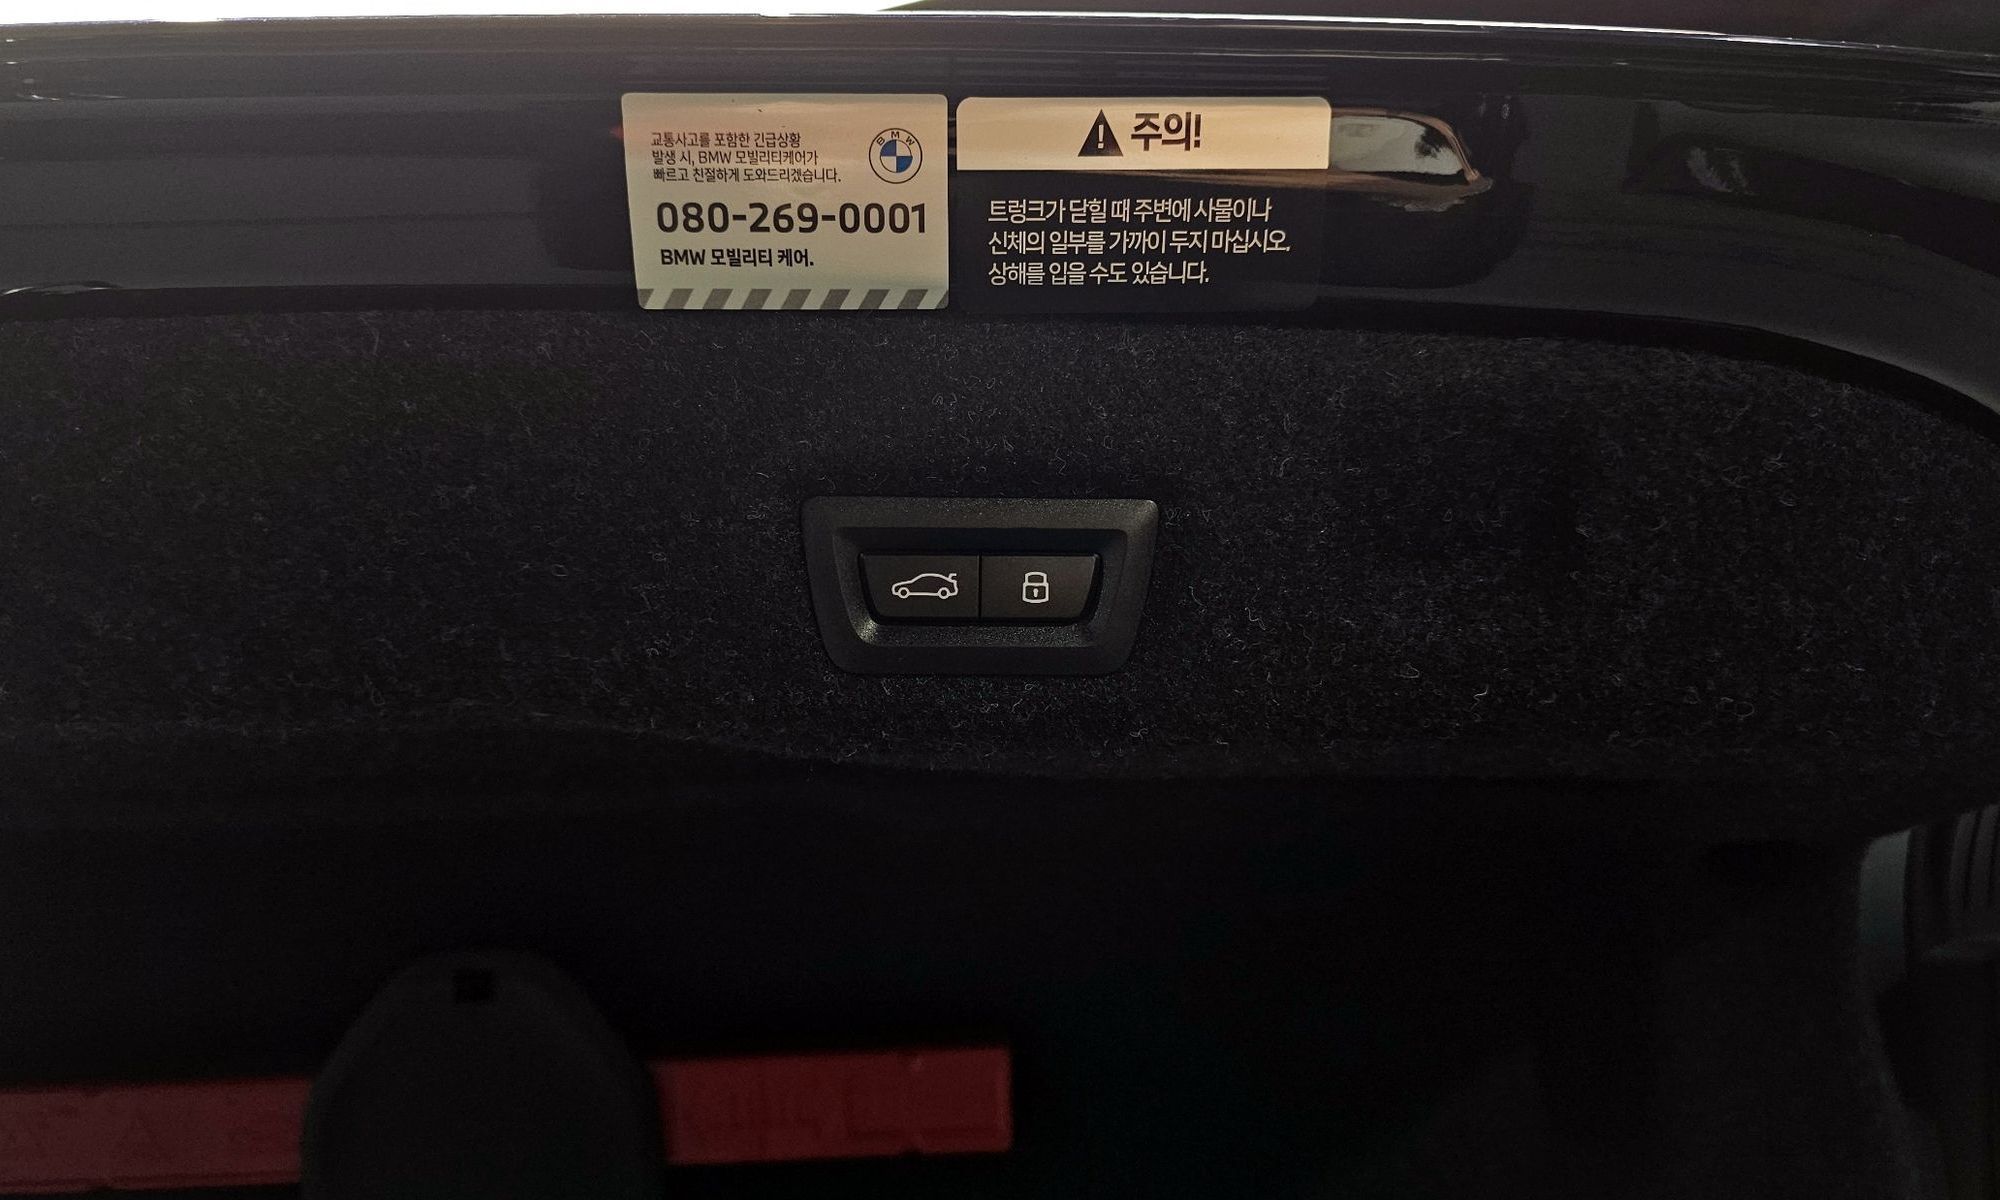 교통사고를 포함한 긴급상황
발생 시, BMW 모빌리티케어가
빠르고 친절하게 도와드리겠습니다.
BMW
080-269-0001
BMW 모빌리티 케어.
주의!
트렁크가 닫힐 때 주변에 사물이나
신체의 일부를 가까이 두지 마십시오.
상해를 입을 수도 있습니다.